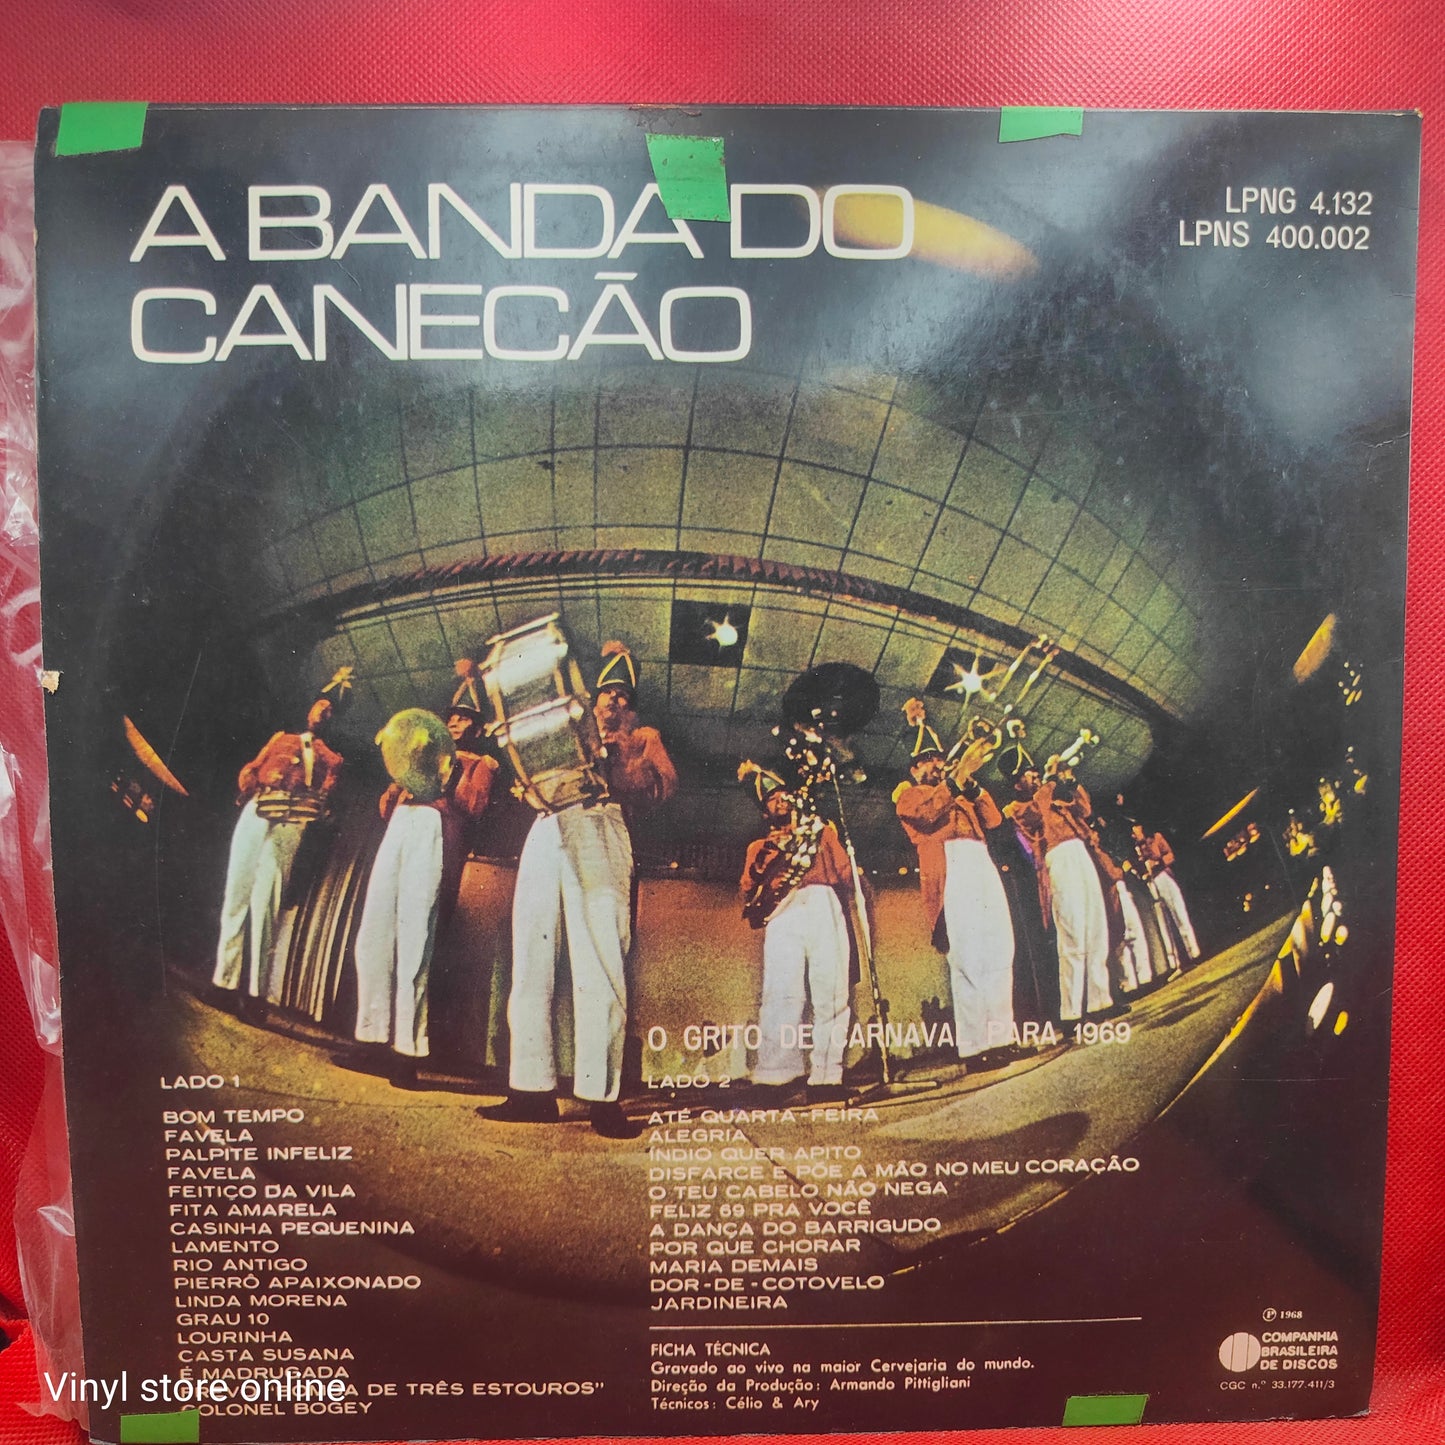 A BANDA DO
CANECÃO
LPNG 4.132
LPNS 400.002
O GRITO DE CARNAVAL PARA 1969
LADO 1
BOM TEMPO
FAVELA
PALPITE INFELIZ
FAVELA
FEITIÇO DA VILA
FITA AMARELA
CASINHA PEQUENINA
LAMENTO
RIO ANTIGO
PIERRÔ APAIXONADO
LINDA MORENA
GRAU 10
LOURINHA
CASTA SUSANA
É MADRUGADA
DE TRÊS ESTOUROS"
COLONEL BOGEY
LADO 2
ATÉ QUARTA-FEIRA
ALEGRIA
ÍNDIO QUER APITO
DISFARCE E PÕE A MÃO NO MEU CORAÇÃO
O TEU CABELO NÃO NEGA
FELIZ 69 PRA VOCÊ
A DANÇA DO BARRIGUDO
POR QUE CHORAR
MARIA DEMAIS
DOR-DE-COTOVELO
JARDINEIRA
FICHA TÉCNICA
Gravado ao vivo na maior Cervejaria do mundo.
Direção da Produção: Armando Pittigliani
Técnicos: Célio & Ary
℗ 1968
COMPANHIA
BRASILEIRA
DE DISCOS
CGC n.º 33.177.411/3
Vinyl store online